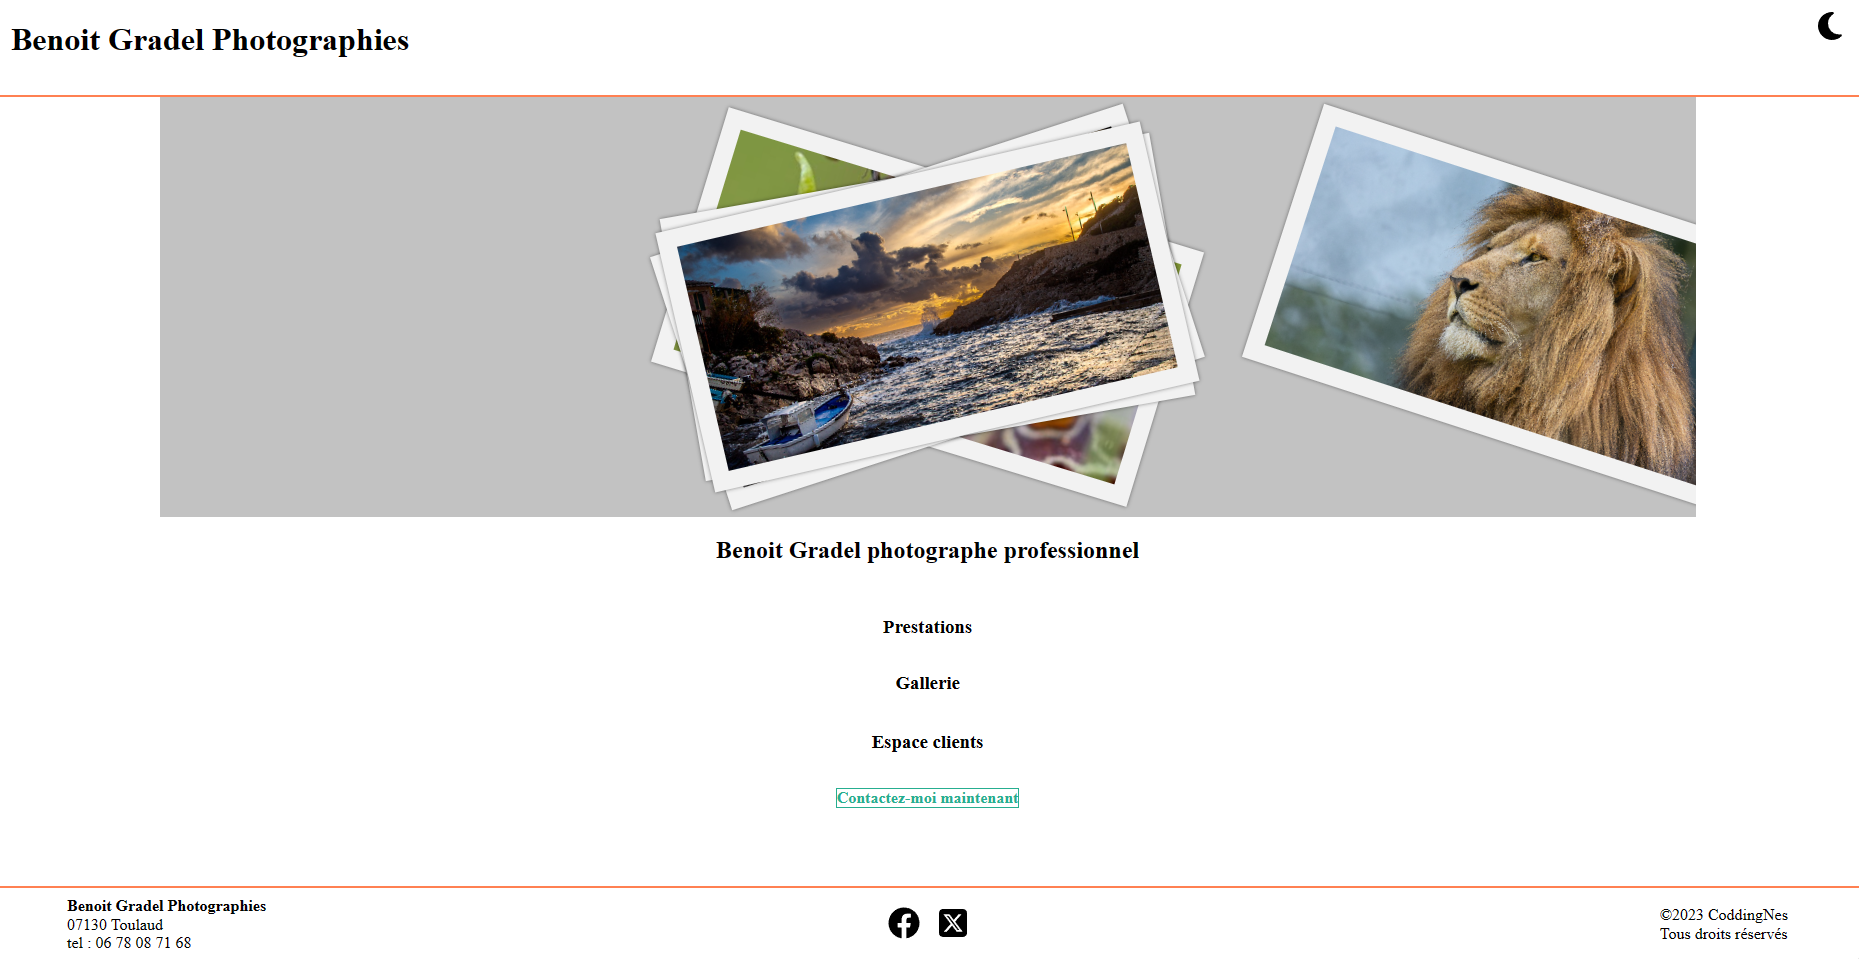 Benoit Gradel Photographies
Benoit Gradel photographe professionnel
Prestations
Gallerie
Espace clients
Contactez-moi maintenant
Benoit Gradel Photographies
07130 Toulaud
tel : 06 78 08 71 68
©2023 CoddingNes
Tous droits réservés